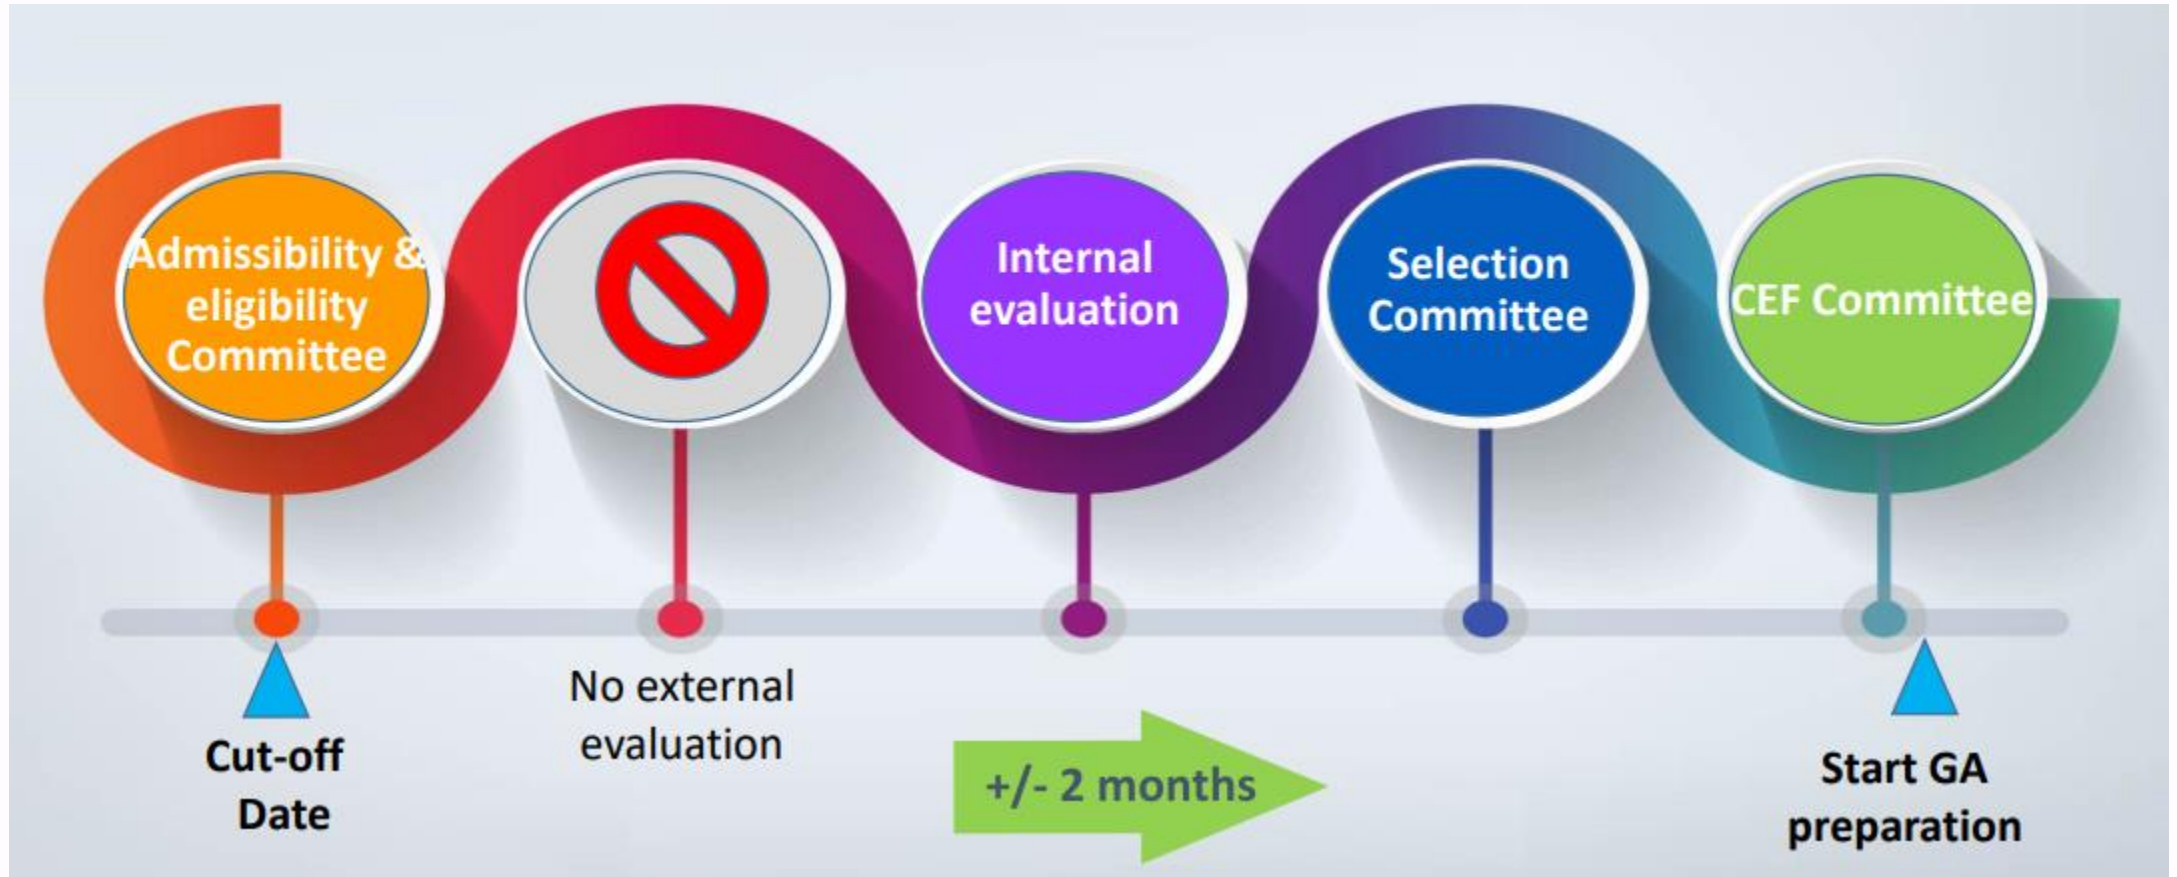 Admissibility &
eligibility
Committee
Internal
evaluation
Selection
Committee
CEF Committee
Cut-off
Date
No external
evaluation
+/- 2 months
Start GA
preparation